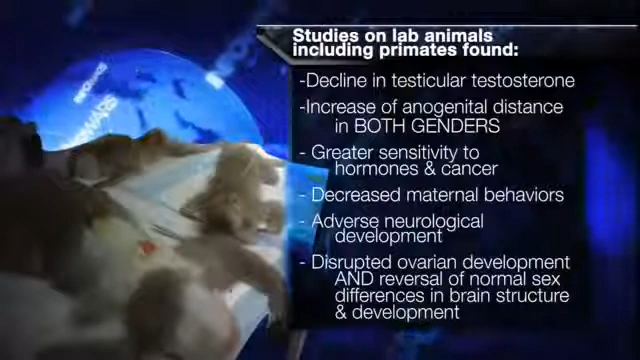 Studies on lab animals
including primates found:
-Decline in testicular testosterone
-Increase of anogenital distance
in BOTH GENDERS
- Greater sensitivity to
hormones & cancer
- Decreased maternal behaviors
- Adverse neurological
development
- Disrupted ovarian development
AND reversal of normal sex
differences in brain structure
& development